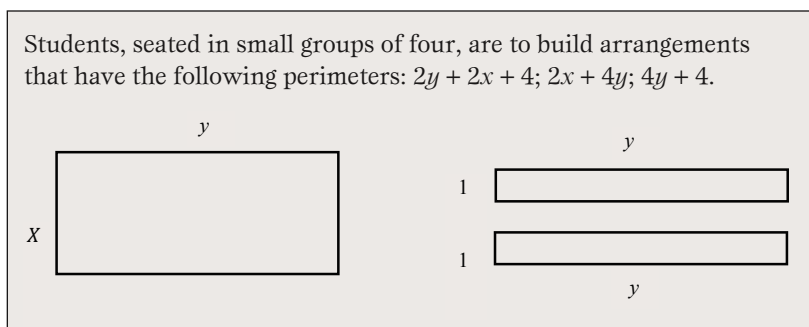 Students, seated in small groups of four, are to build arrangements
that have the following perimeters: 2y + 2x + 4; 2x + 4y; 4y + 4.
y
y
1
X
1
y